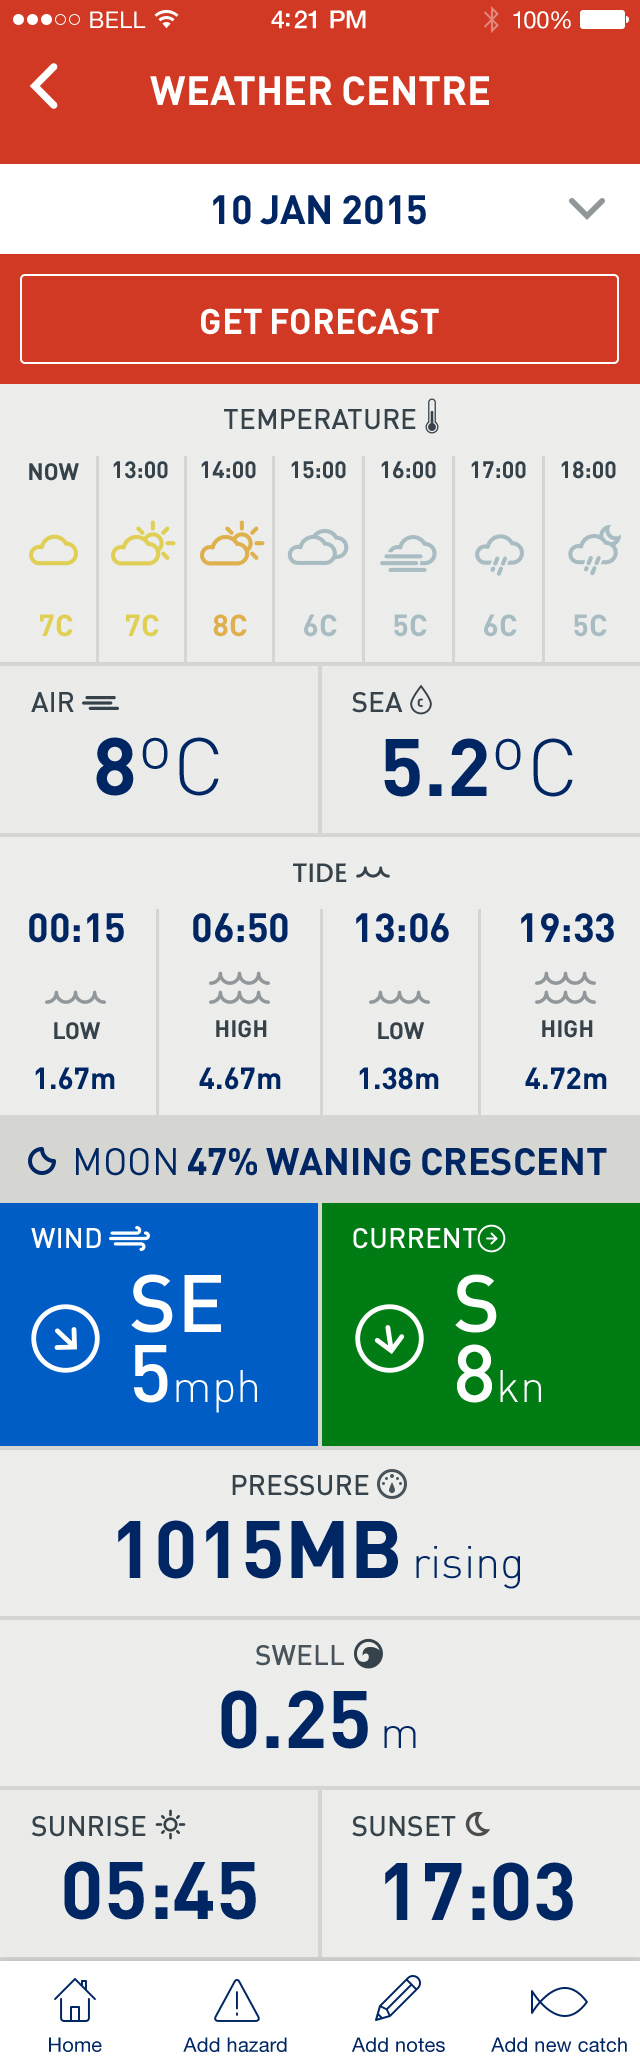 BELL 4:21 PM 100%
WEATHER CENTRE
10 JAN 2015
GET FORECAST
TEMPERATURE
NOW 13:00 14:00 15:00 16:00 17:00 18:00
7C 7C 8C 6C 5C 6C 5C
AIR SEA C
8°C 5.2°C
TIDE
00:15 06:50 13:06 19:33
LOW HIGH LOW HIGH
1.67m 4.67m 1.38m 4.72m
MOON 47% WANING CRESCENT
WIND CURRENT
SE S
5mph 8kn
PRESSURE
1015MB rising
SWELL
0.25 m
SUNRISE SUNSET
05:45 17:03
Home Add hazard Add notes Add new catch